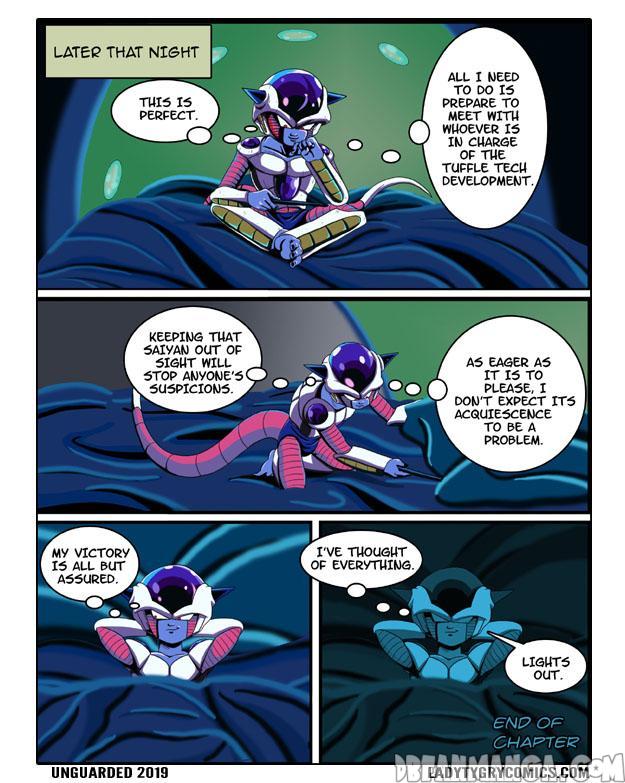 LATER THAT NIGHT
THIS IS
PERFECT.
ALL I NEED
TO DO IS
PREPARE TO
MEET WITH
WHOEVER IS
IN CHARGE
OF THE
TUFFLE TECH
DEVELOPMENT.
KEEPING THAT
SAIYAN OUT OF
SIGHT WILL
STOP ANYONE'S
SUSPICIONS.
AS EAGER AS
IT IS TO
PLEASE, I
DON'T EXPECT ITS
ACQUIESCENCE
TO BE A
PROBLEM.
MY VICTORY
IS ALL BUT
ASSURED.
I'VE THOUGHT
OF EVERYTHING.
LIGHTS
OUT.
END OF
CHAPTER
UNGUARDED 2019
LADYTYGRYCOMICS.COM
DBFANMANGA.COM